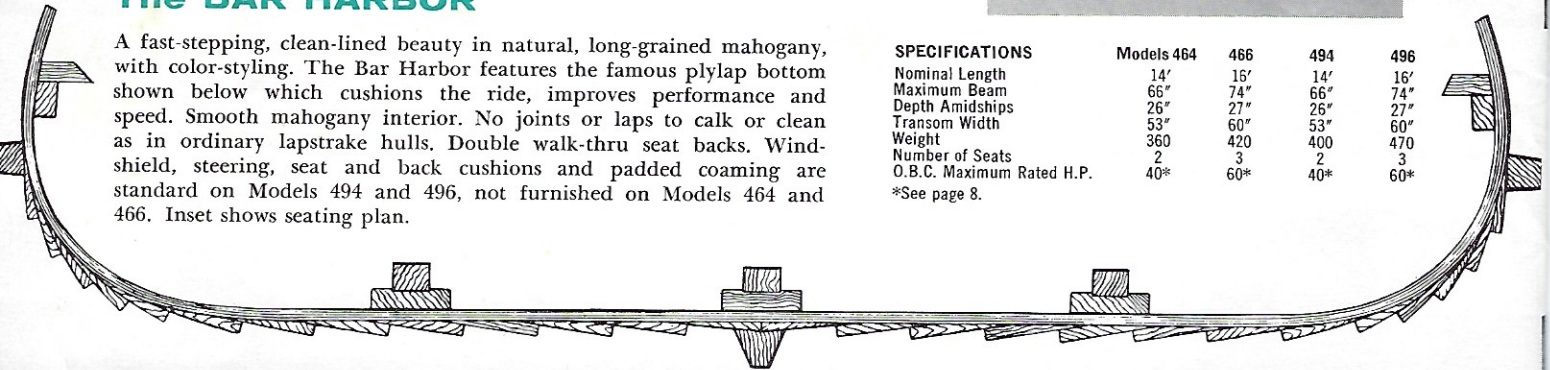 The BAR HARBOR
A fast-stepping, clean-lined beauty in natural, long-grained mahogany,
with color-styling. The Bar Harbor features the famous plylap bottom
shown below which cushions the ride, improves performance and
speed. Smooth mahogany interior. No joints or laps to calk or clean
as in ordinary lapstrake hulls. Double walk-thru seat backs. Wind-
shield, steering, seat and back cushions and padded coaming are
standard on Models 494 and 496, not furnished on Models 464 and
466. Inset shows seating plan.
SPECIFICATIONS Models 464 466 494 496
Nominal Length 14′ 16′ 14′ 16′
Maximum Beam 66″ 74″ 66″ 74″
Depth Amidships 26″ 27″ 26″ 27″
Transom Width 53″ 60″ 53″ 60″
Weight 360 420 400 470
Number of Seats 2 3 2 3
O.B.C. Maximum Rated H.P. 40* 60* 40* 60*
*See page 8.